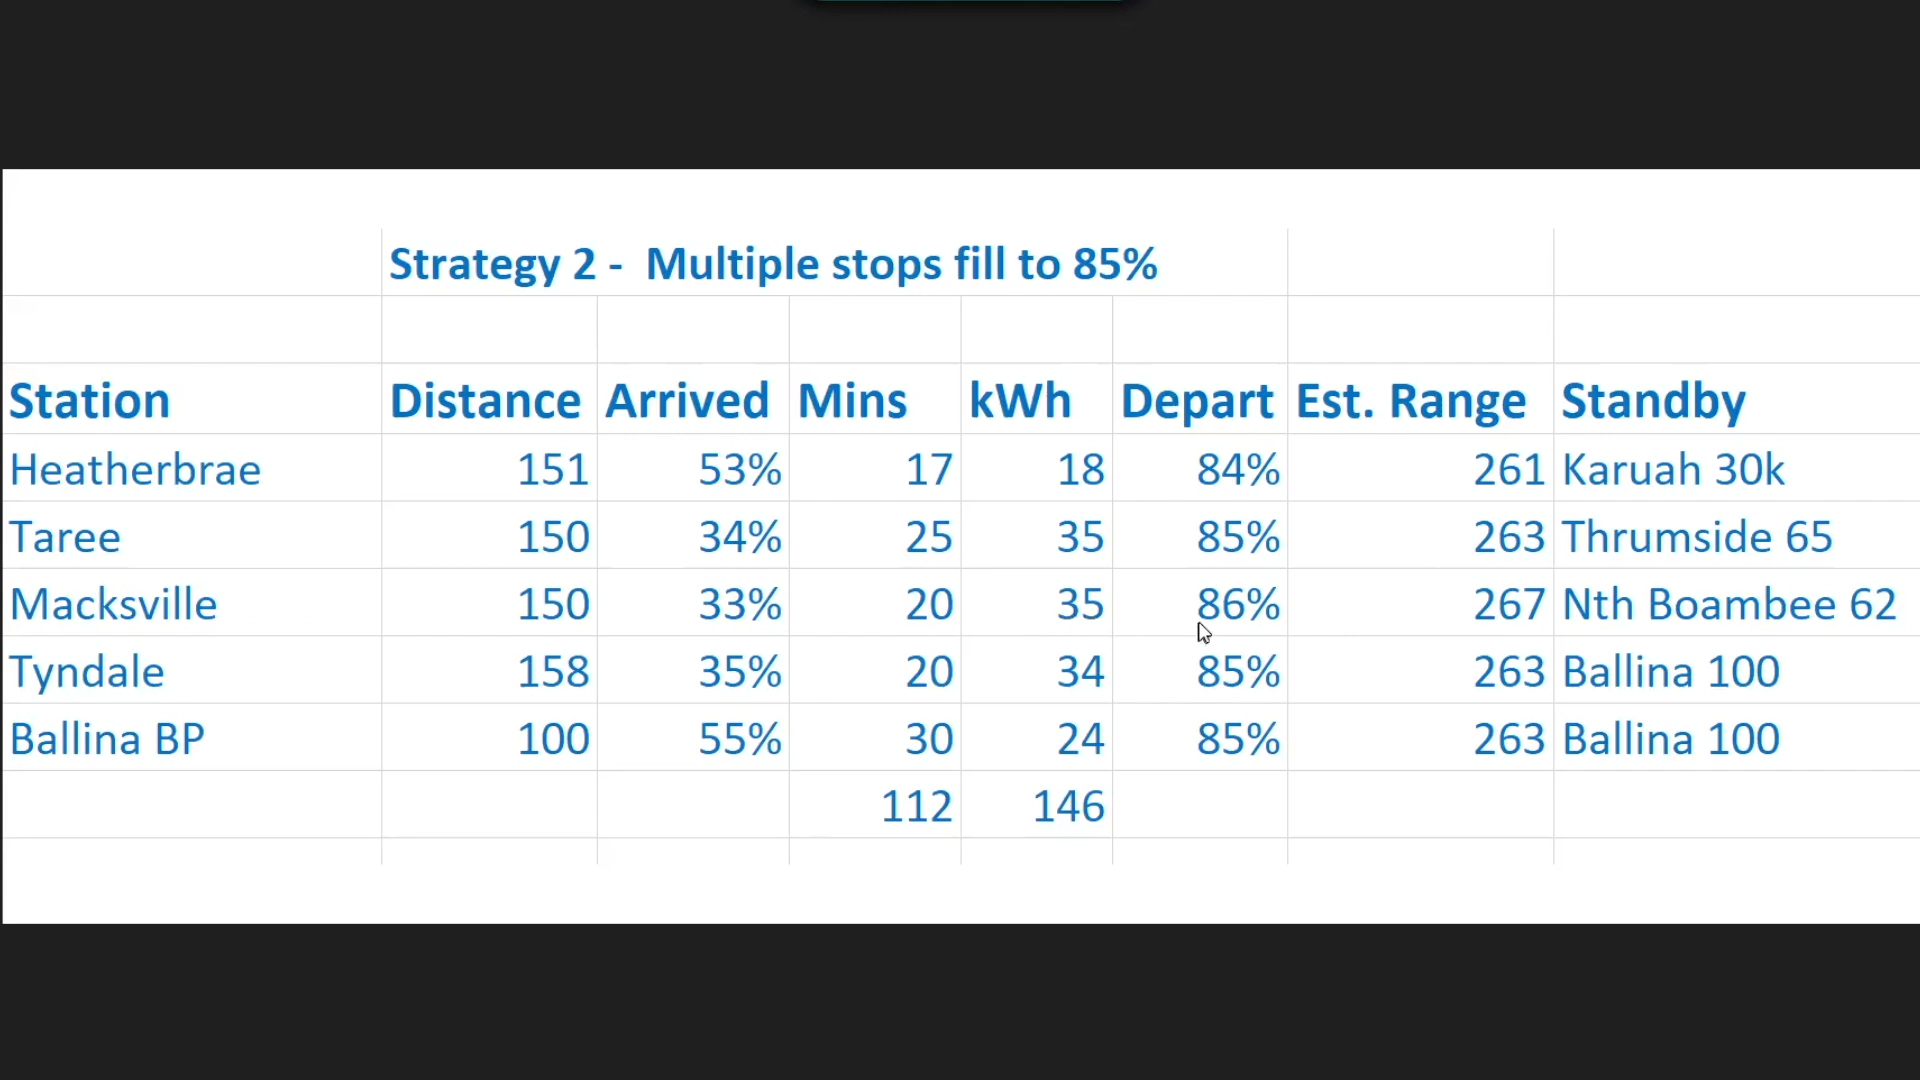 Strategy 2 -  Multiple stops fill to 85%
Station Distance Arrived Mins kWh Depart Est. Range Standby
Heatherbrae 151 53% 17 18 84% 261 Karuah 30k
Taree 150 34% 25 35 85% 263 Thrumside 65
Macksville 150 33% 20 35 86% 267 Nth Boambee 62
Tyndale 158 35% 20 34 85% 263 Ballina 100
Ballina BP 100 55% 30 24 85% 263 Ballina 100
112 146